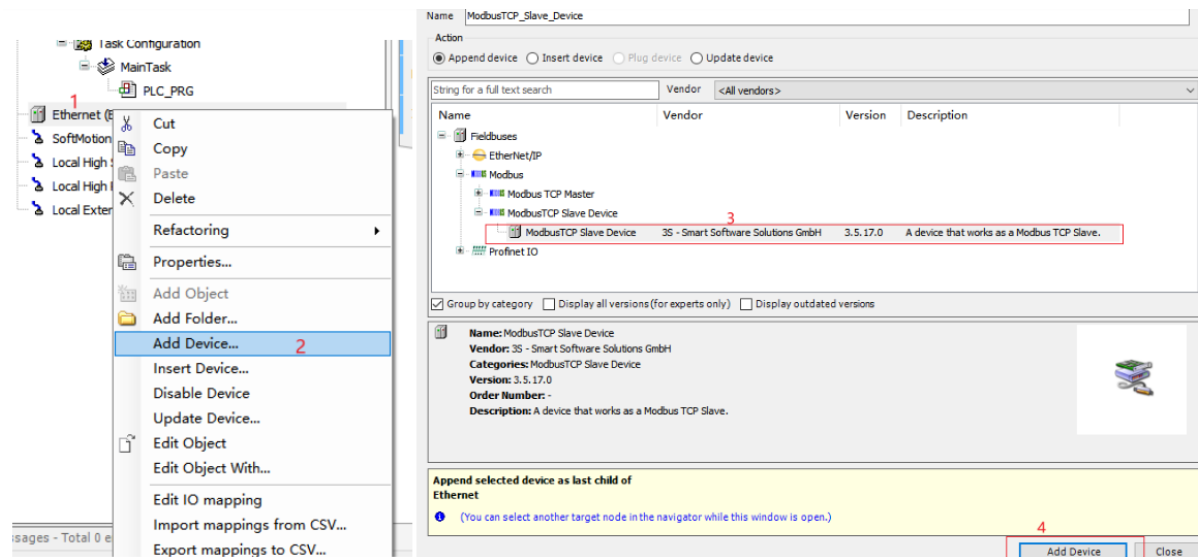 Task Configuration
MainTask
PLC_PRG
1
Ethernet (E
SoftMotion
Local High
Local High
Local Exter
Cut
Copy
Paste
Delete
Refactoring
Properties...
Add Object
Add Folder...
Add Device... 2
Insert Device...
Disable Device
Update Device...
Edit Object
Edit Object With...
Edit IO mapping
Import mappings from CSV...
Export mappings to CSV...
ssages - Total 0 e
Name ModbusTCP_Slave_Device
Action
Append device Insert device Plug device Update device
String for a full text search Vendor <All vendors>
Name Vendor Version Description
Fieldbuses
EtherNet/IP
Modbus
Modbus TCP Master
ModbusTCP Slave Device
3
ModbusTCP Slave Device 3S - Smart Software Solutions GmbH 3.5.17.0 A device that works as a Modbus TCP Slave.
Profinet IO
Group by category Display all versions (for experts only) Display outdated versions
Name: ModbusTCP Slave Device
Vendor: 3S - Smart Software Solutions GmbH
Categories: ModbusTCP Slave Device
Version: 3.5.17.0
Order Number: -
Description: A device that works as a Modbus TCP Slave.
Append selected device as last child of
Ethernet
(You can select another target node in the navigator while this window is open.)
4
Add Device Close